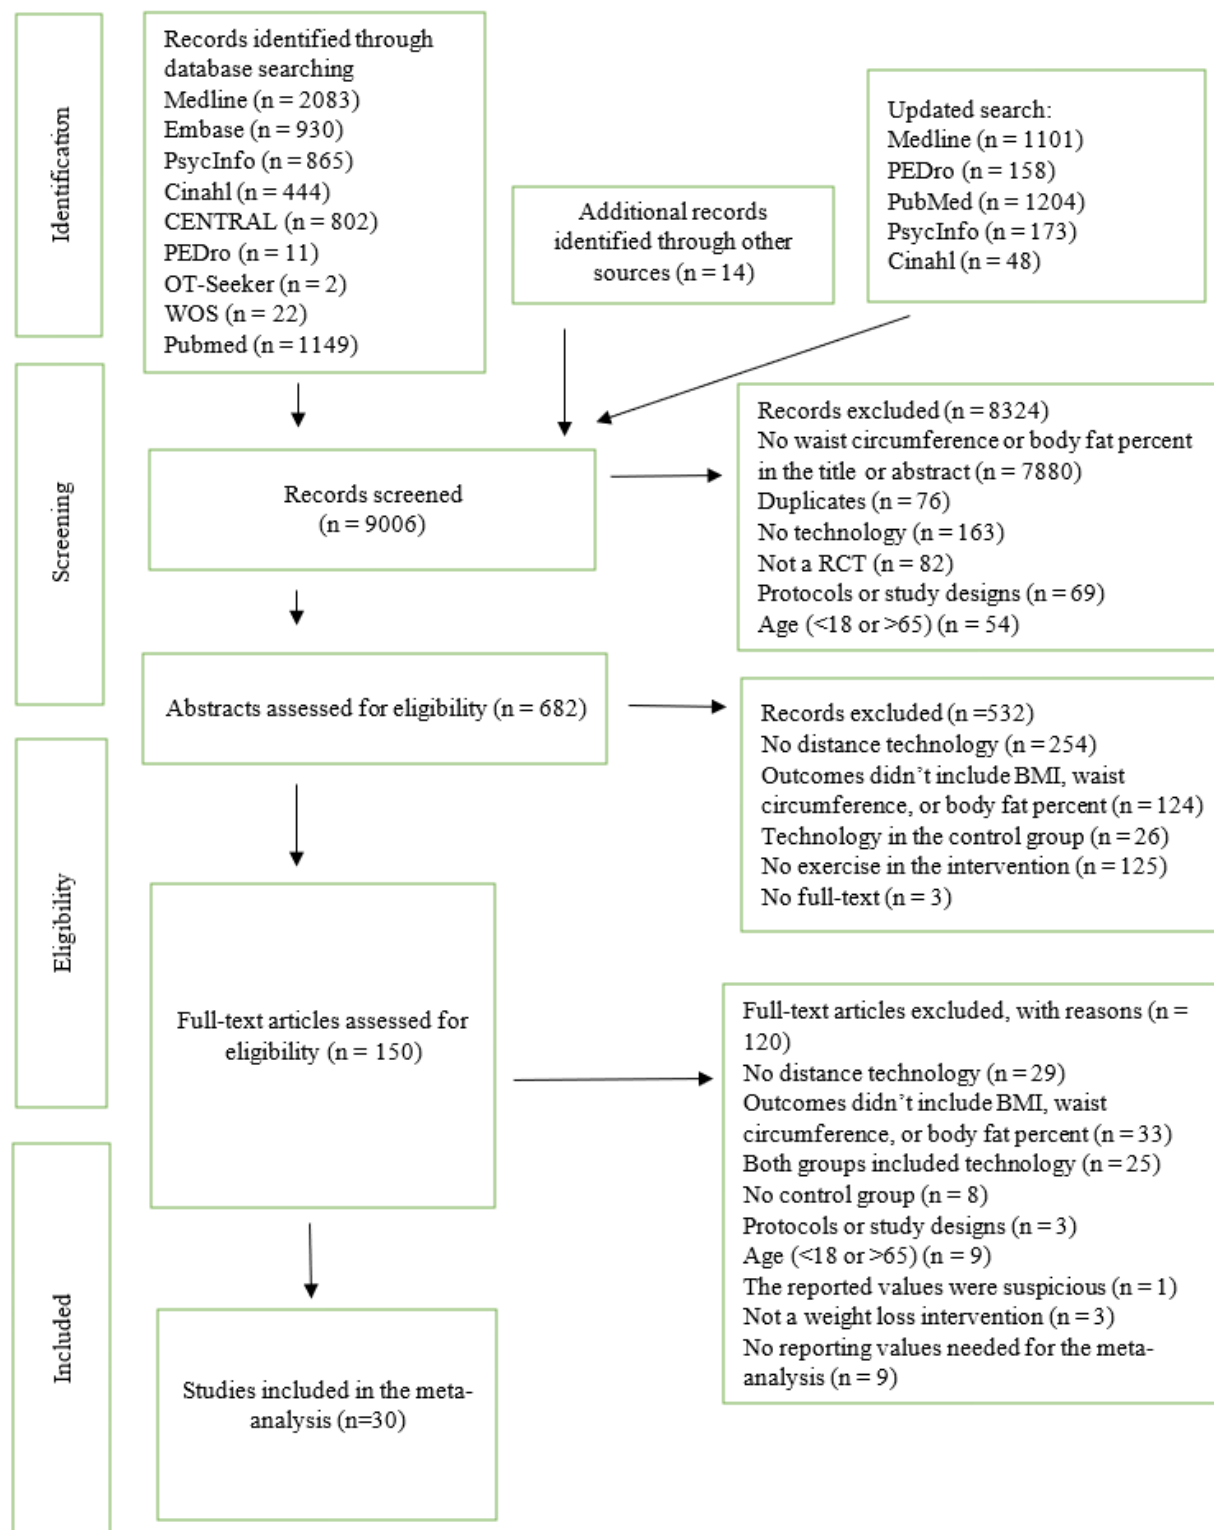 Identification
Records identified through
database searching
Medline (n = 2083)
Embase (n = 930)
PsycInfo (n = 865)
Cinahl (n = 444)
CENTRAL (n = 802)
PEDro (n = 11)
OT-Seeker (n = 2)
WOS (n = 22)
Pubmed (n = 1149)
Additional records
identified through other
sources (n = 14)
Updated search:
Medline (n = 1101)
PEDro (n = 158)
PubMed (n = 1204)
PsycInfo (n = 173)
Cinahl (n = 48)
Screening
Records screened
(n = 9006)
Records excluded (n = 8324)
No waist circumference or body fat percent
in the title or abstract (n = 7880)
Duplicates (n = 76)
No technology (n = 163)
Not a RCT (n = 82)
Protocols or study designs (n = 69)
Age (<18 or >65) (n = 54)
Abstracts assessed for eligibility (n = 682)
Records excluded (n =532)
No distance technology (n = 254)
Outcomes didn’t include BMI, waist
circumference, or body fat percent (n = 124)
Technology in the control group (n = 26)
No exercise in the intervention (n = 125)
No full-text (n = 3)
Eligibility
Full-text articles assessed for
eligibility (n = 150)
Full-text articles excluded, with reasons (n =
120)
No distance technology (n = 29)
Outcomes didn’t include BMI, waist
circumference, or body fat percent (n = 33)
Both groups included technology (n = 25)
No control group (n = 8)
Protocols or study designs (n = 3)
Age (<18 or >65) (n = 9)
The reported values were suspicious (n = 1)
Not a weight loss intervention (n = 3)
No reporting values needed for the meta-
analysis (n = 9)
Included
Studies included in the meta-
analysis (n=30)